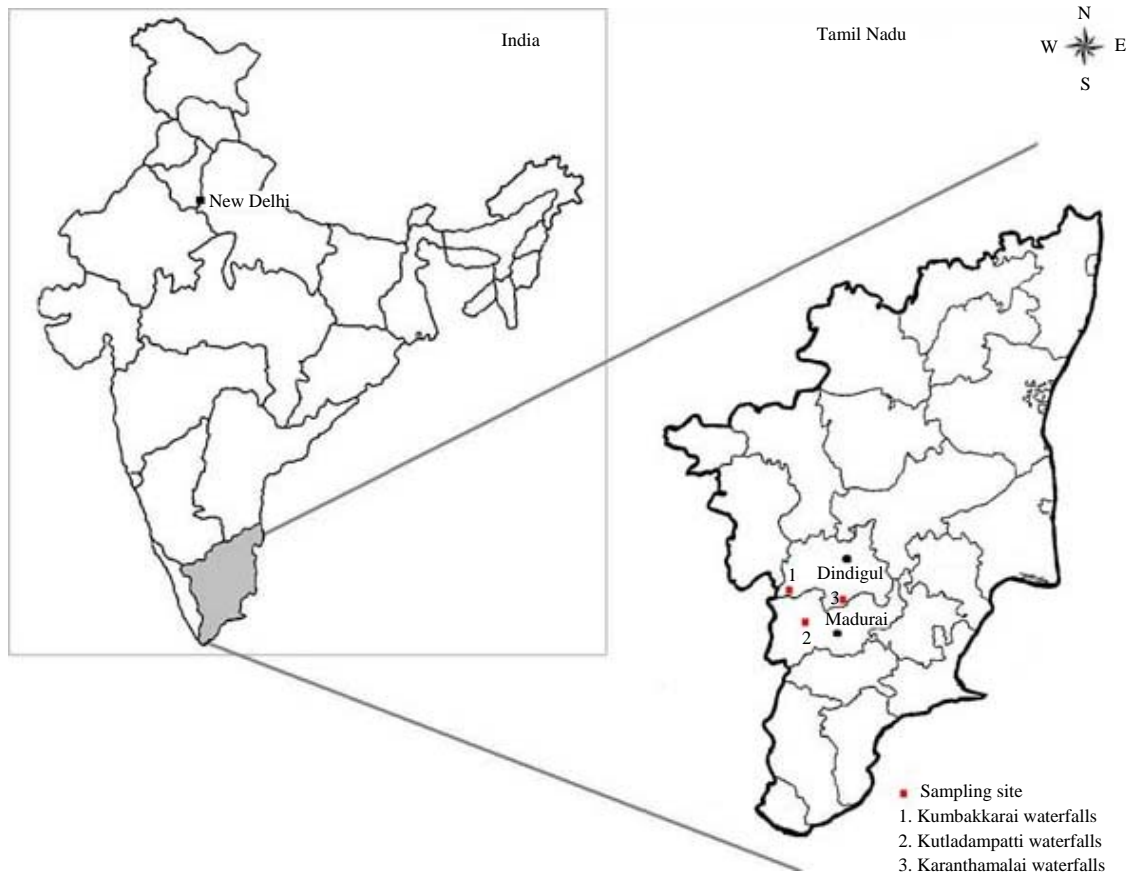 India
Tamil Nadu
N
W E
S
New Delhi
1
Dindigul
3
Madurai
2
Sampling site
1. Kumbakkarai waterfalls
2. Kutladampatti waterfalls
3. Karanthamalai waterfalls